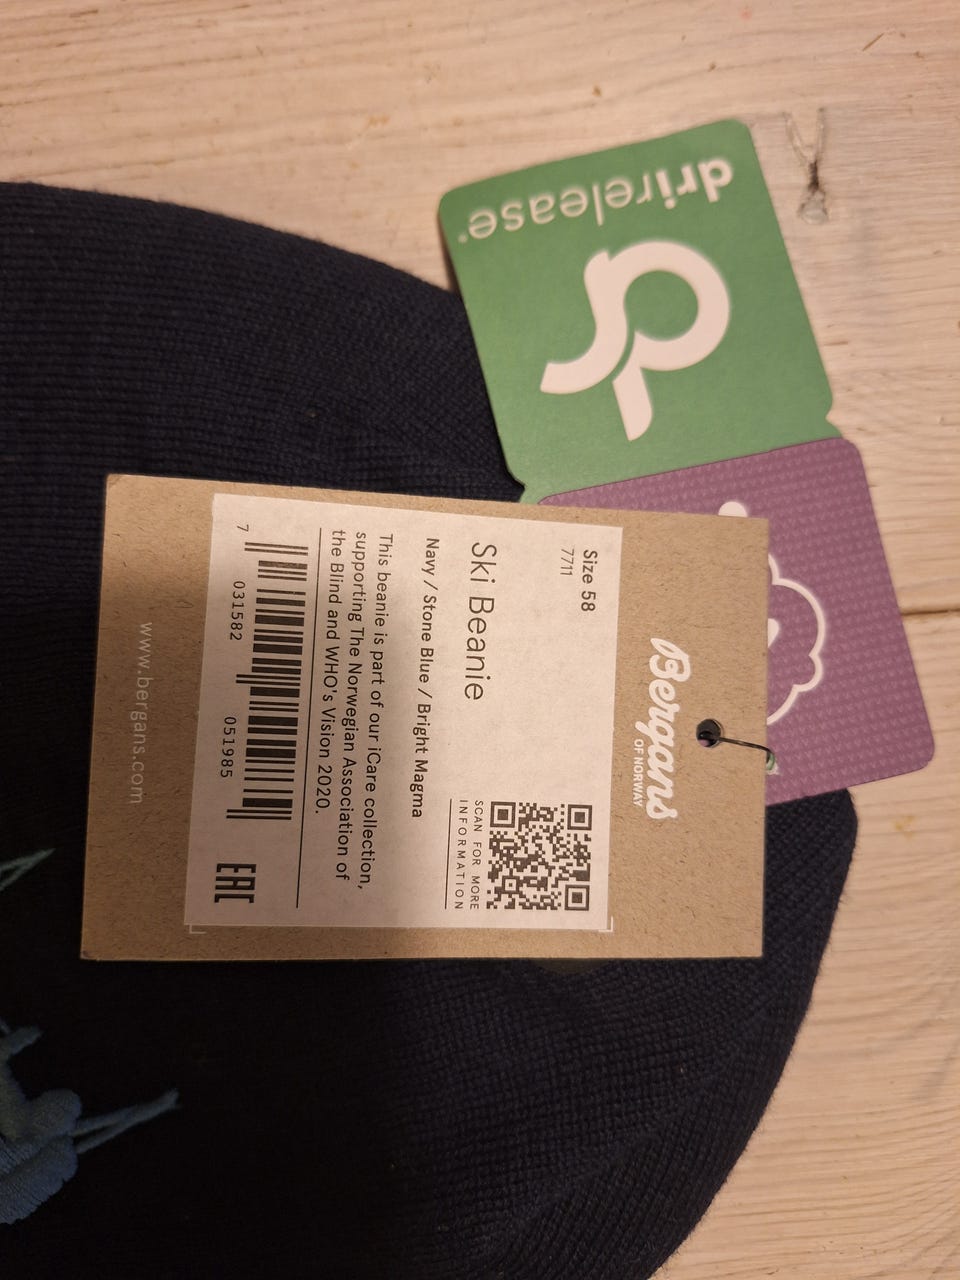 drirelease®
Bergans
OF NORWAY
Size 58
7711
Ski Beanie
SCAN FOR MORE
INFORMATION
Navy / Stone Blue / Bright Magma
This beanie is part of our iCare collection,
supporting The Norwegian Association of
the Blind and WHO's Vision 2020.
7 031582 051985
EAC
www.bergans.com